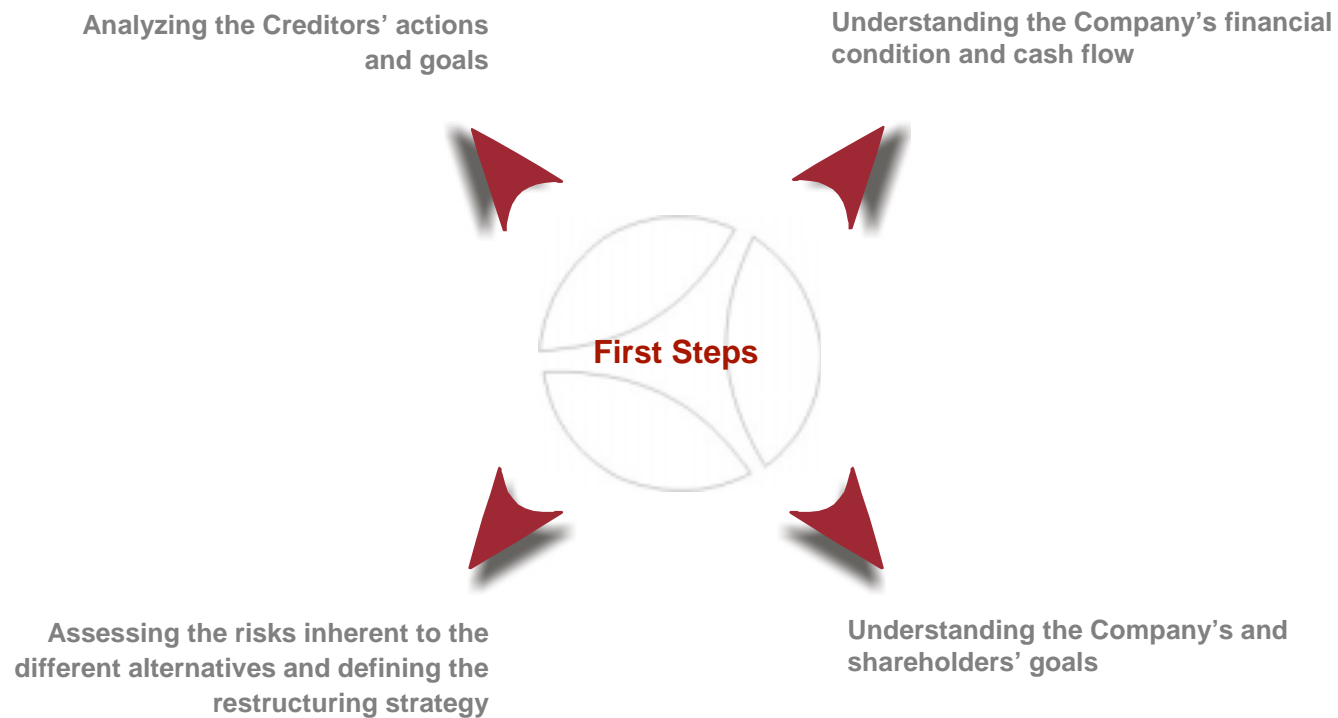 Analyzing the Creditors’ actions
and goals
Understanding the Company’s financial
condition and cash flow
First Steps
Assessing the risks inherent to the
different alternatives and defining the
restructuring strategy
Understanding the Company’s and
shareholders’ goals